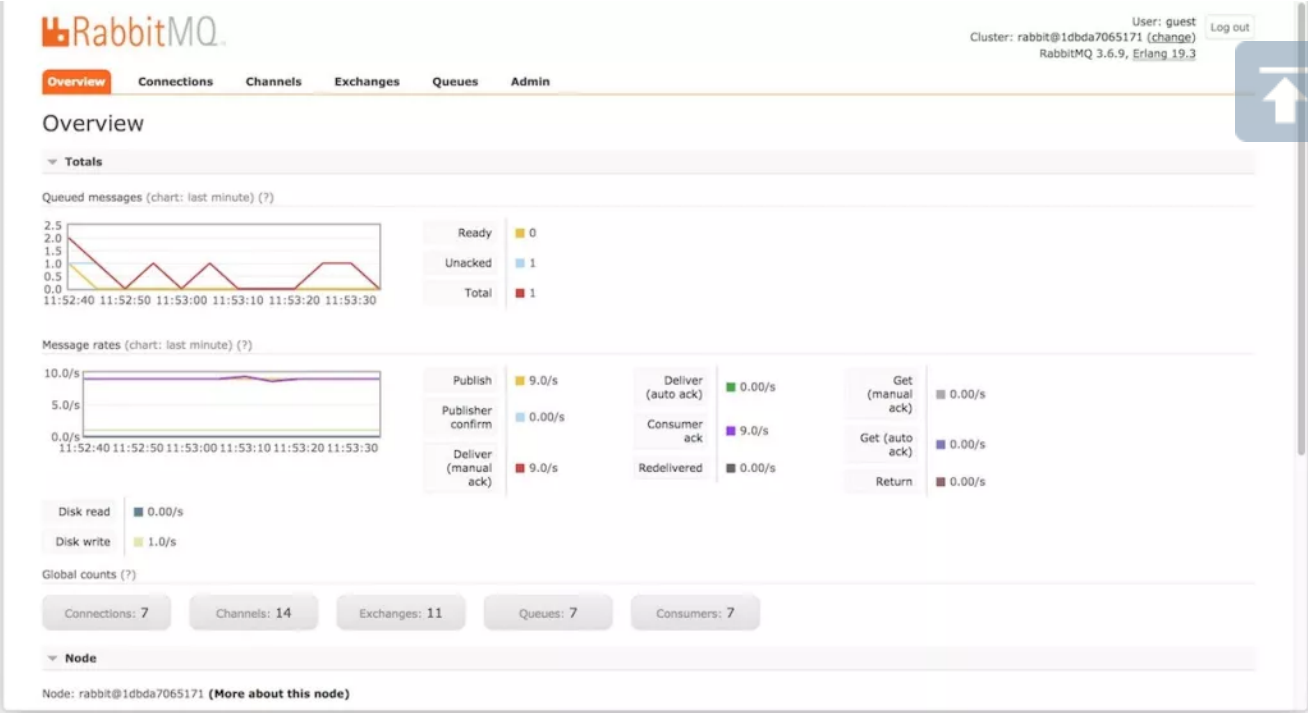 RabbitMQ
User: guest
Log out
Cluster: rabbit@1dbda7065171 (change)
RabbitMQ 3.6.9, Erlang 19.3
Overview Connections Channels Exchanges Queues Admin
Overview
Totals
Queued messages (chart: last minute) (?)
2.5
2.0
1.5
1.0
0.5
0.0
11:52:40 11:52:50 11:53:00 11:53:10 11:53:20 11:53:30
Ready 0
Unacked 1
Total 1
Message rates (chart: last minute) (?)
10.0/s
5.0/s
0.0/s
11:52:40 11:52:50 11:53:00 11:53:10 11:53:20 11:53:30
Publish 9.0/s
Publisher
confirm 0.00/s
Deliver
(manual 9.0/s
ack)
Deliver
(auto ack) 0.00/s
Consumer
ack 9.0/s
Redelivered 0.00/s
Get
(manual 0.00/s
ack)
Get (auto
ack) 0.00/s
Return 0.00/s
Disk read 0.00/s
Disk write 1.0/s
Global counts (?)
Connections: 7 Channels: 14 Exchanges: 11 Queues: 7 Consumers: 7
Node
Node: rabbit@1dbda7065171 (More about this node)